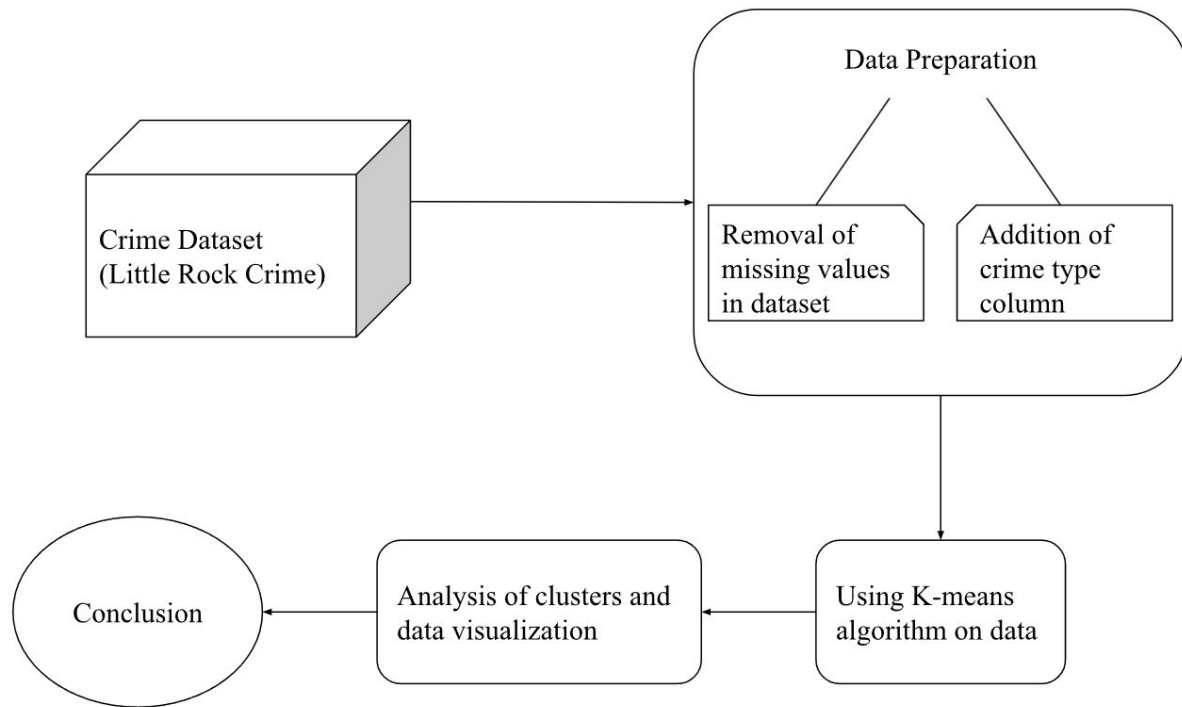 Data Preparation
Crime Dataset
(Little Rock Crime)
Removal of
missing values
in dataset
Addition of
crime type
column
Using K-means
algorithm on data
Analysis of clusters and
data visualization
Conclusion